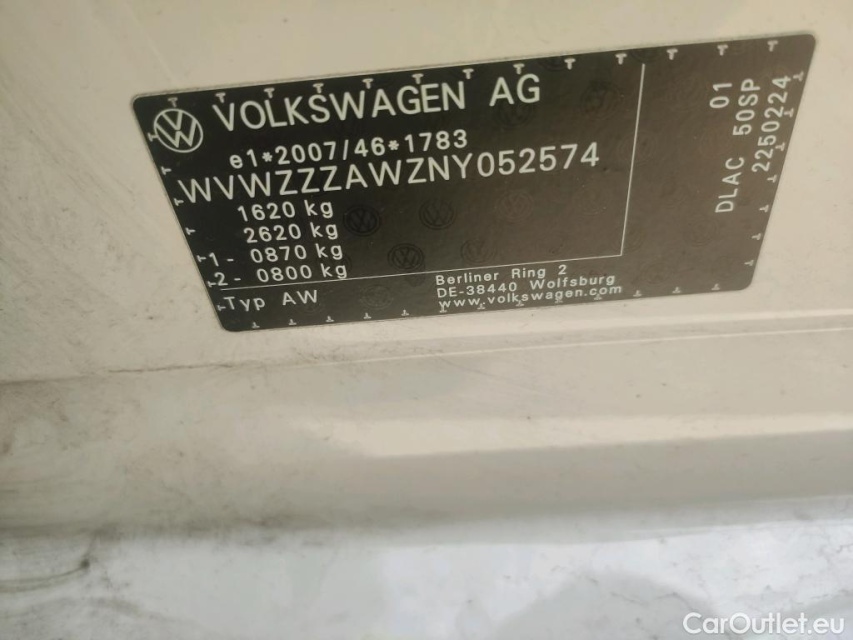 VOLKSWAGEN AG
e1*2007/46*1783
WVWZZZAWZNY052574
1620 kg
2620 kg
1- 0870 kg
2- 0800 kg
Typ AW
Berliner Ring 2
DE-38440 Wolfsburg
www.volkswagen.com
01
DLAC 50SP
2250224
CarOutlet.eu